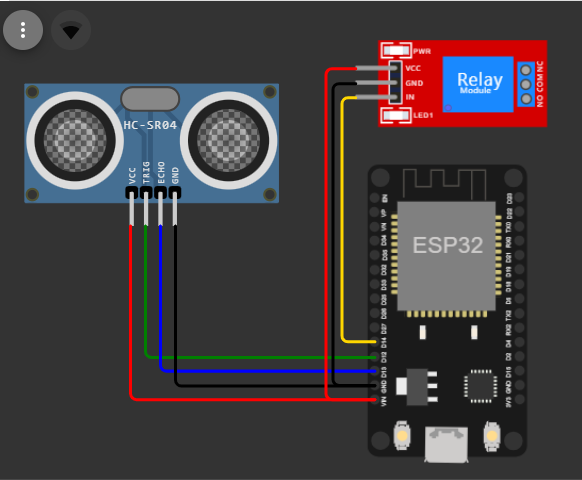 PWR
VCC
GND
IN
LED1
Relay
Module
NO COM NC
HC-SR04
VCC
TRIG
ECHO
GND
ESP32
EN
VP
VN
D34
D35
D32
D33
D25
D26
D27
D14
D12
D13
GND
VIN
D23
D22
TX0
RX0
D21
D19
D18
D5
TX2
RX2
D4
D2
D15
GND
3V3